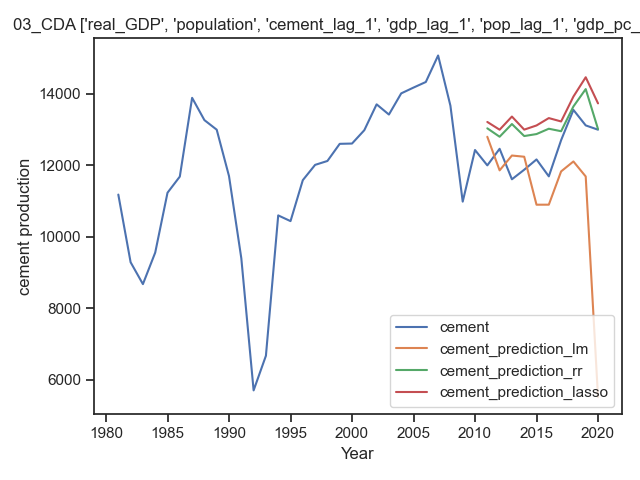 03_CDA ['real_GDP', 'population', 'cement_lag_1', 'gdp_lag_1', 'pop_lag_1', 'gdp_pc_
14000
12000
10000
8000
6000
cement production
cement
cement_prediction_lm
cement_prediction_rr
cement_prediction_lasso
1980 1985 1990 1995 2000 2005 2010 2015 2020
Year